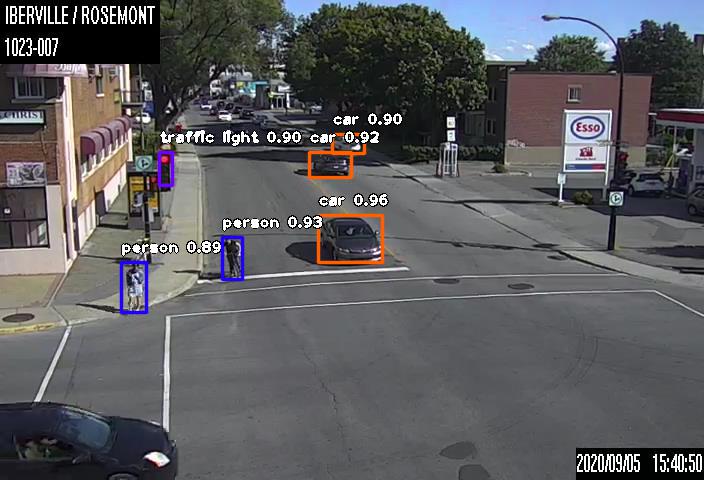 IBERVILLE / ROSEMONT
1023-007
CHRIS
car 0.90
traffic light 0.90
car 0.92
Esso
car 0.96
person 0.93
person 0.89
2020/09/05 15:40:50